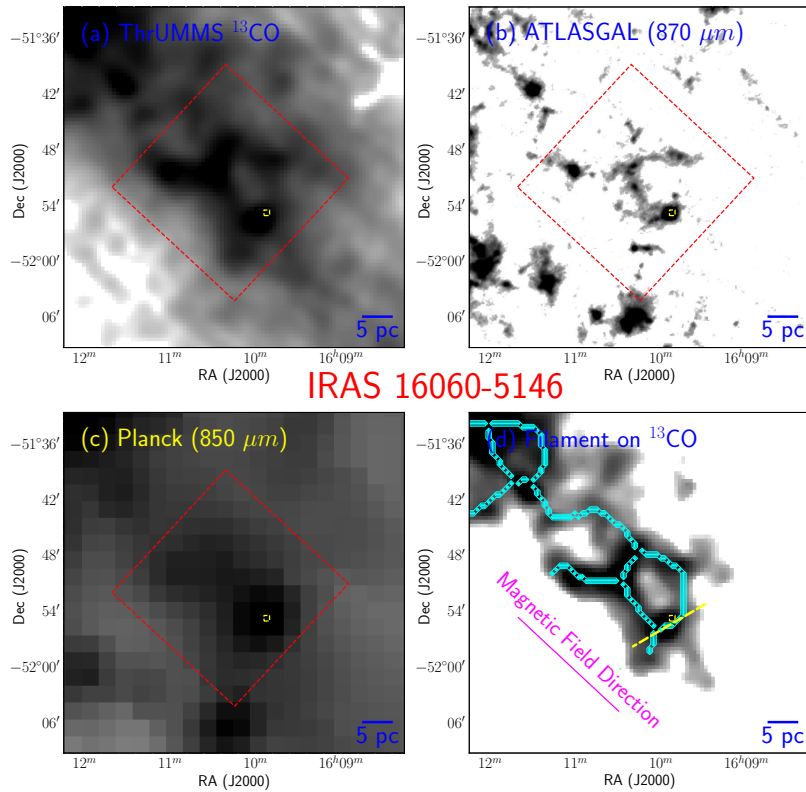 (a) ThrUMMS ¹³CO
−51°36′
42′
48′
54′
−52°00′
06′
Dec (J2000)
5 pc
12ᵐ 11ᵐ 10ᵐ 16ʰ09ᵐ
RA (J2000)
(b) ATLASGAL (870 μm)
−51°36′
42′
48′
54′
−52°00′
06′
Dec (J2000)
5 pc
12ᵐ 11ᵐ 10ᵐ 16ʰ09ᵐ
RA (J2000)
IRAS 16060-5146
(c) Planck (850 μm)
−51°36′
42′
48′
54′
−52°00′
06′
Dec (J2000)
5 pc
12ᵐ 11ᵐ 10ᵐ 16ʰ09ᵐ
RA (J2000)
(d) Filament on ¹³CO
−51°36′
42′
48′
54′
−52°00′
06′
Dec (J2000)
Magnetic Field Direction
5 pc
12ᵐ 11ᵐ 10ᵐ 16ʰ09ᵐ
RA (J2000)